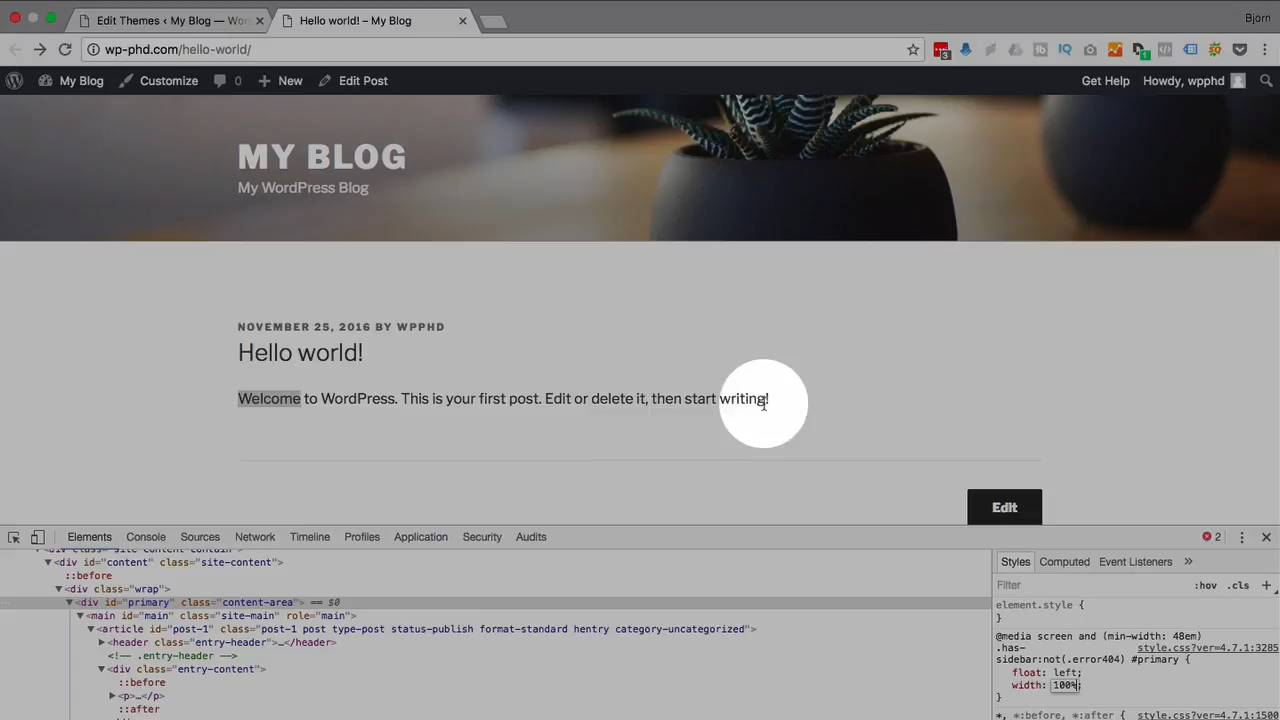 Edit Themes ‹ My Blog — Wor
Hello world! – My Blog
Bjorn
wp-phd.com/hello-world/
3
1
My Blog
Customize
0
New
Edit Post
Get Help
Howdy, wpphd
MY BLOG
My WordPress Blog
NOVEMBER 25, 2016 BY WPPHD
Hello world!
Welcome to WordPress. This is your first post. Edit or delete it, then start writing!
Edit
Elements Console Sources Network Timeline Profiles Application Security Audits
2
<div id="content" class="site-content">
::before
<div class="wrap">
<div id="primary" class="content-area"> == $0
<main id="main" class="site-main" role="main">
<article id="post-1" class="post-1 post type-post status-publish format-standard hentry category-uncategorized">
<header class="entry-header">…</header>
<!-- .entry-header -->
<div class="entry-content">
::before
<p>…</p>
::after
Styles Computed Event Listeners »
Filter
:hov .cls +
element.style {
}
@media screen and (min-width: 48em)
.has- style.css?ver=4.7.1:3285
sidebar:not(.error404) #primary {
float: left;
width: 100%;
}
*, *:before, *:after { style.css?ver=4.7.1:1500